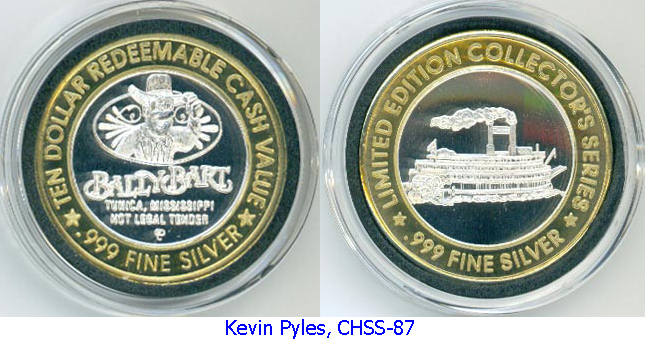 TEN DOLLAR REDEEMABLE CASH VALUE
BALLY'S
TUNICA, MISSISSIPPI
NOT LEGAL TENDER
.999 FINE SILVER
LIMITED EDITION COLLECTOR'S SERIES
.999 FINE SILVER
Kevin Pyles, CHSS-87